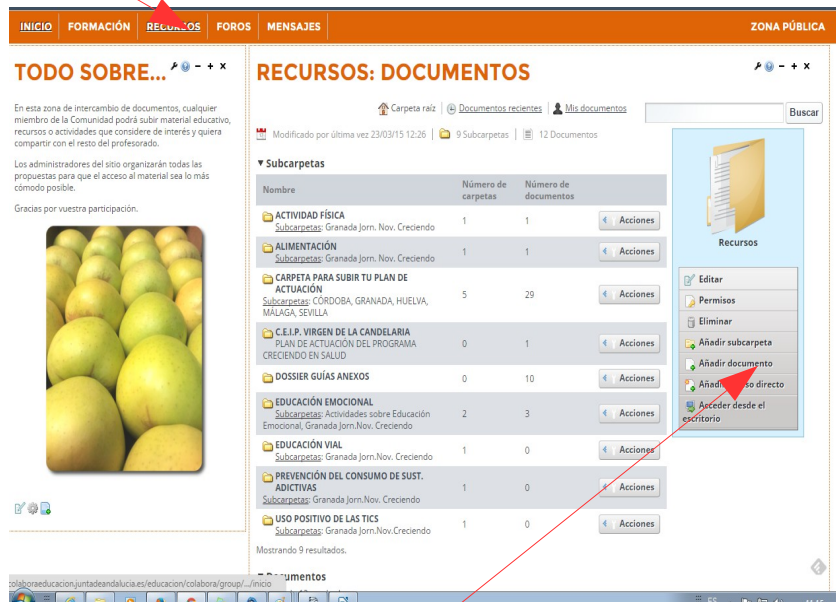 INICIO FORMACIÓN RECURSOS FOROS MENSAJES ZONA PÚBLICA
TODO SOBRE...
En esta zona de intercambio de documentos, cualquier
miembro de la Comunidad podrá subir material educativo,
recursos o actividades que considere de interés y quiera
compartir con el resto del profesorado.
Los administradores del sitio organizarán todas las
propuestas para que el acceso al material sea lo más
cómodo posible.
Gracias por vuestra participación.
RECURSOS: DOCUMENTOS
Carpeta raíz Documentos recientes Mis documentos
Buscar
Modificado por última vez 23/03/15 12:26 9 Subcarpetas 12 Documentos
▼ Subcarpetas
Nombre Número de carpetas Número de documentos
ACTIVIDAD FÍSICA 1 1 Acciones
Subcarpetas: Granada Jorn. Nov. Creciendo
ALIMENTACIÓN 1 1 Acciones
Subcarpetas: Granada Jorn. Nov. Creciendo
CARPETA PARA SUBIR TU PLAN DE
ACTUACIÓN 5 29 Acciones
Subcarpetas: CÓRDOBA, GRANADA, HUELVA,
MÁLAGA, SEVILLA
C.E.I.P. VIRGEN DE LA CANDELARIA
PLAN DE ACTUACIÓN DEL PROGRAMA 0 1 Acciones
CRECIENDO EN SALUD
DOSSIER GUÍAS ANEXOS 0 10 Acciones
EDUCACIÓN EMOCIONAL
Subcarpetas: Actividades sobre Educación 2 3 Acciones
Emocional, Granada Jorn.Nov. Creciendo
EDUCACIÓN VIAL 1 0 Acciones
Subcarpetas: Granada Jorn.Nov. Creciendo
PREVENCIÓN DEL CONSUMO DE SUST.
ADICTIVAS 1 0 Acciones
Subcarpetas: Granada Jorn.Nov. Creciendo
USO POSITIVO DE LAS TICS 1 0 Acciones
Subcarpetas: Granada Jorn.Nov.Creciendo
Mostrando 9 resultados.
▼ Documentos
Recursos
Editar
Permisos
Eliminar
Añadir subcarpeta
Añadir documento
directo
Acceder desde el
escritorio
colaboraeducacion.juntadeandalucia.es/educacion/colabora/group/.../inicio
ES